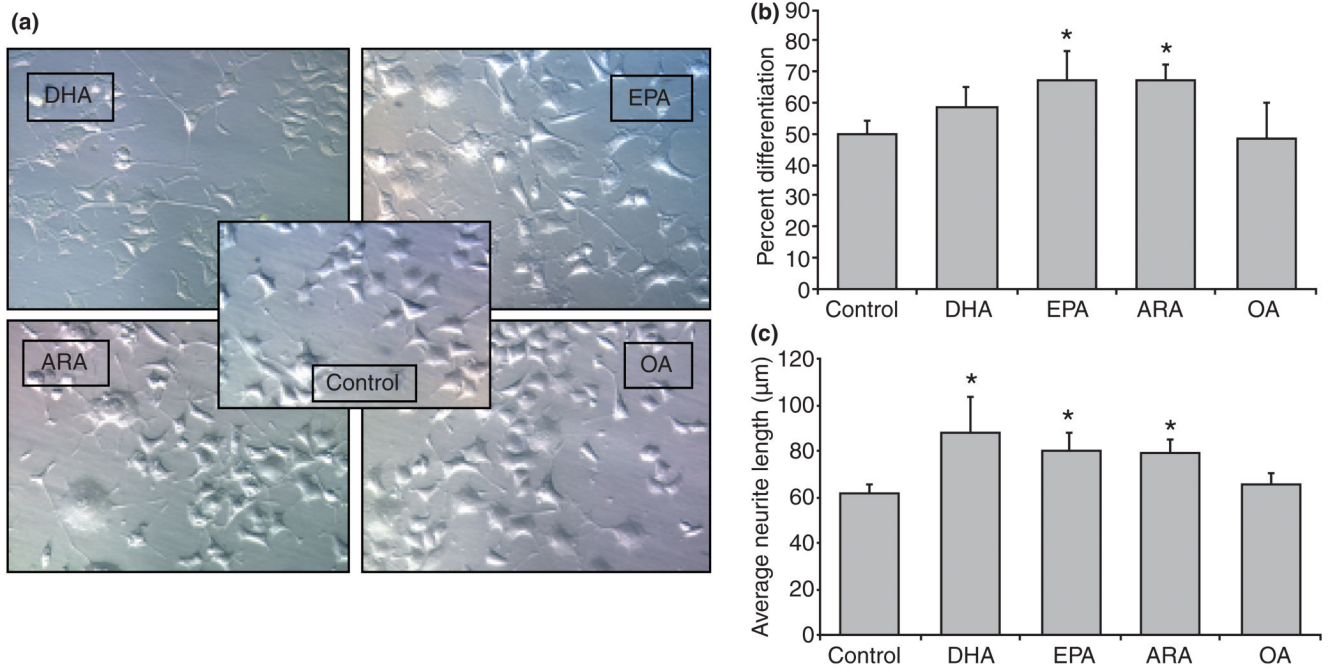 (a)
DHA
EPA
Control
ARA
OA
(b)
Percent differentiation
90
80
70
60
50
40
30
20
10
0
Control DHA EPA ARA OA
* *
(c)
Average neurite length (μm)
120
100
80
60
40
20
0
Control DHA EPA ARA OA
* * *